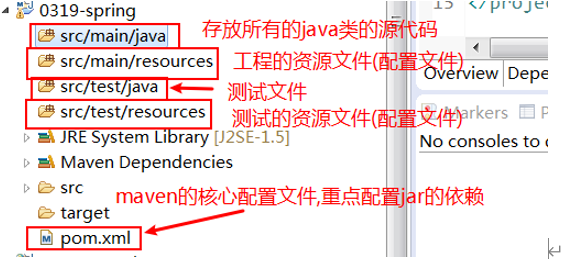 0319-spring
15 </proje
src/main/java
存放所有的java类的源代码
src/main/resources
工程的资源文件(配置文件)
Overview Depe
src/test/java
测试文件
Markers
src/test/resources
测试的资源文件(配置文件)
No consoles to d
JRE System Library [J2SE-1.5]
Maven Dependencies
src
maven的核心配置文件,重点配置jar的依赖
target
pom.xml